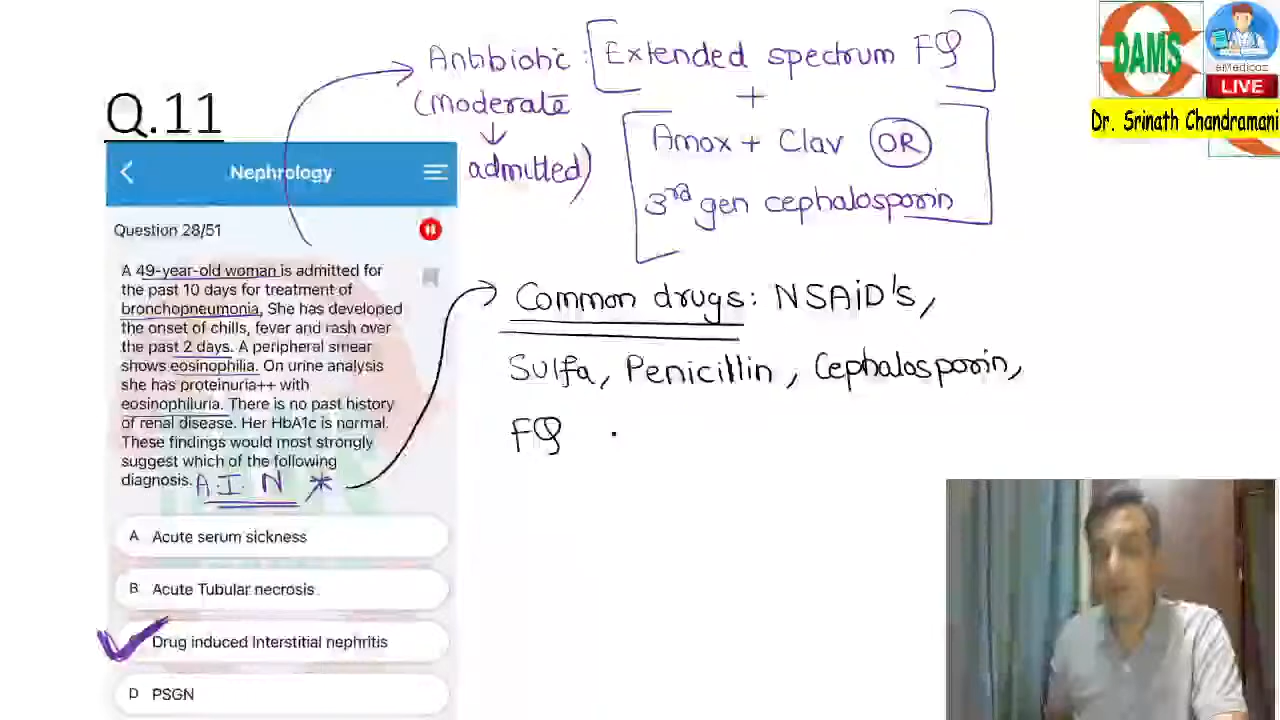 Antibiotic : [Extended spectrum FQ]
(moderate
↓
admitted)
+
[Amox + Clav OR
3rd gen cephalosporin]
DAMS
eMedicoz
LIVE
Dr. Srinath Chandramani
Q.11
Nephrology
Question 28/51
A 49-year-old woman is admitted for
the past 10 days for treatment of
bronchopneumonia, She has developed
the onset of chills, fever and rash over
the past 2 days. A peripheral smear
shows eosinophilia. On urine analysis
she has proteinuria++ with
eosinophiluria. There is no past history
of renal disease. Her HbA1c is normal.
These findings would most strongly
suggest which of the following
diagnosis. A.I. N *
A Acute serum sickness
B Acute Tubular necrosis
Drug induced Interstitial nephritis
D PSGN
Common drugs: NSAiD's,
Sulfa, Penicillin, Cephalosporin,
FQ .